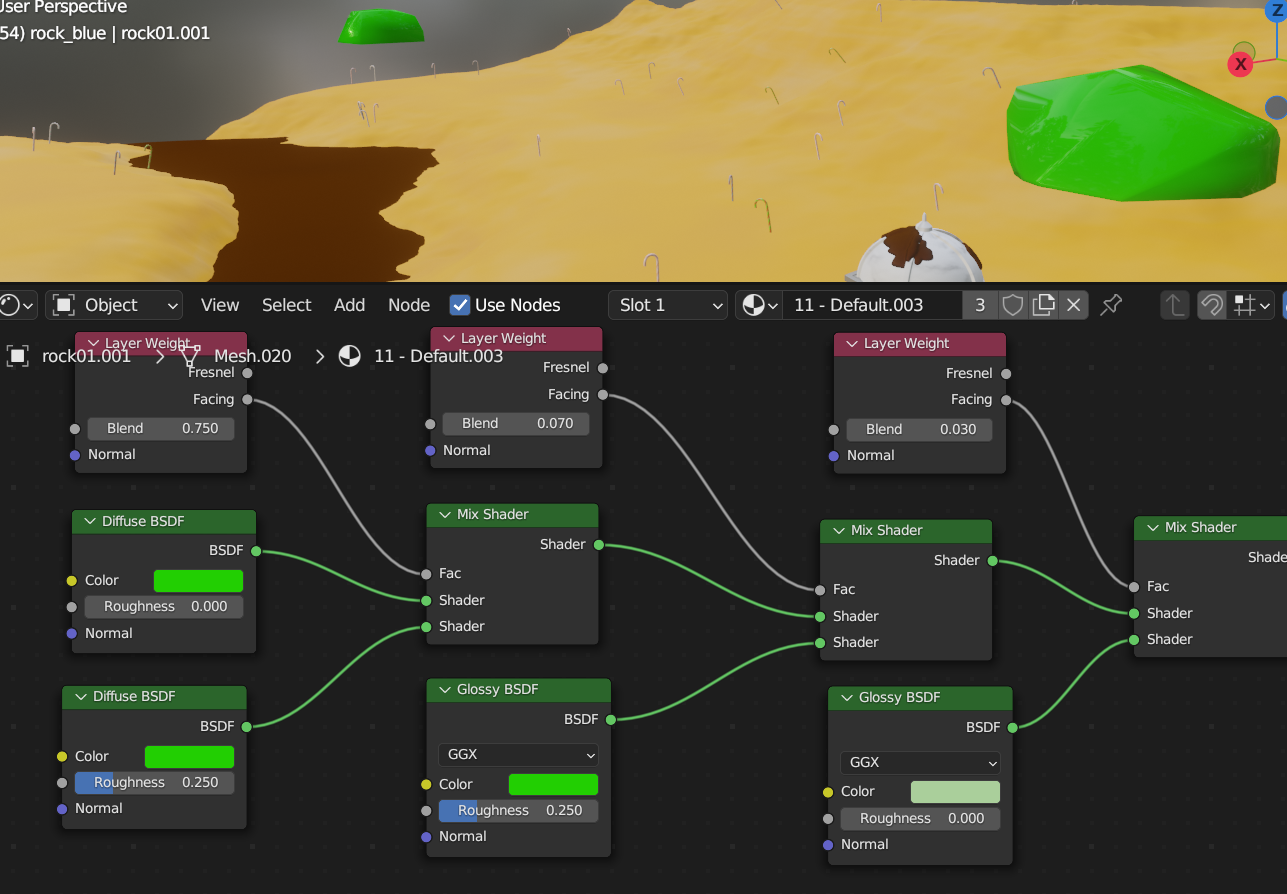 User Perspective
54) rock_blue | rock01.001
Z
X
Object
View
Select
Add
Node
Use Nodes
Slot 1
11 - Default.003
3
rock01.001
Mesh.020
11 - Default.003
Layer Weight
Fresnel
Facing
Blend 0.750
Normal
Layer Weight
Fresnel
Facing
Blend 0.070
Normal
Layer Weight
Fresnel
Facing
Blend 0.030
Normal
Diffuse BSDF
BSDF
Color
Roughness 0.000
Normal
Mix Shader
Shader
Fac
Shader
Shader
Mix Shader
Shader
Fac
Shader
Shader
Mix Shader
Shade
Fac
Shader
Shader
Diffuse BSDF
BSDF
Color
Roughness 0.250
Normal
Glossy BSDF
BSDF
GGX
Color
Roughness 0.250
Normal
Glossy BSDF
BSDF
GGX
Color
Roughness 0.000
Normal